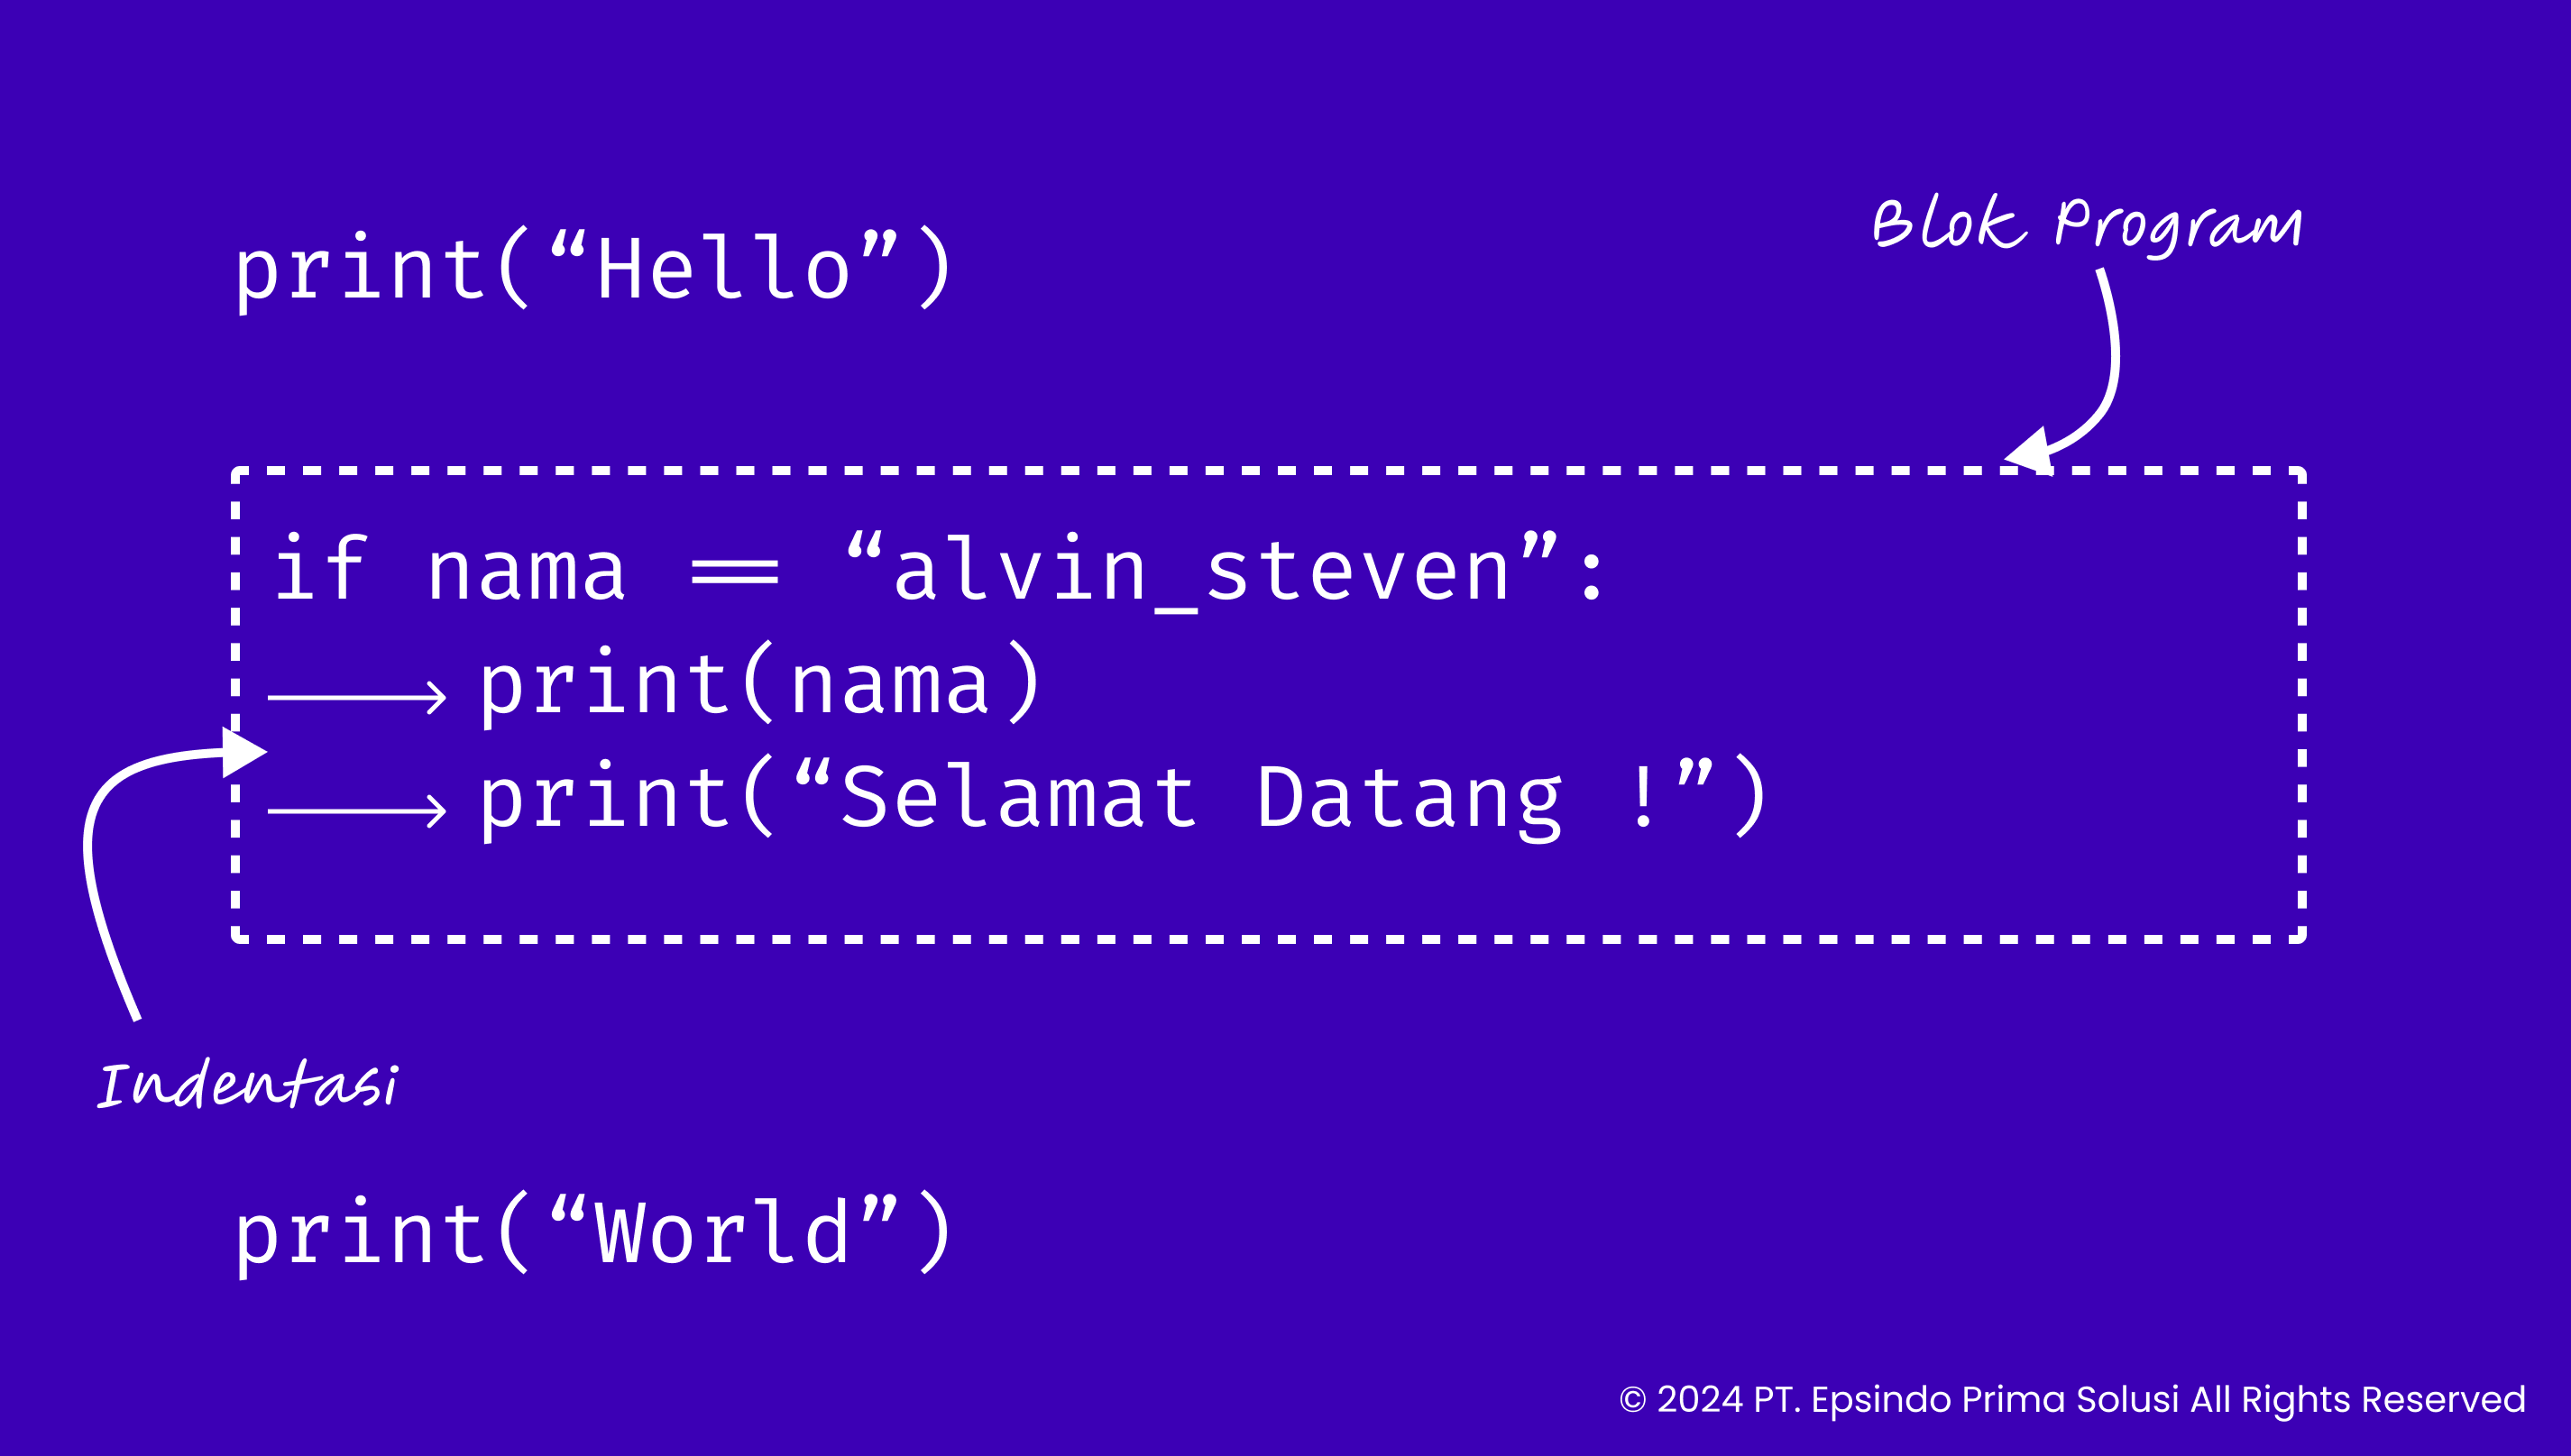 Blok Program
print(“Hello”)
if nama == “alvin_steven”:
print(nama)
print(“Selamat Datang !”)
Indentasi
print(“World”)
© 2024 PT. Epsindo Prima Solusi All Rights Reserved